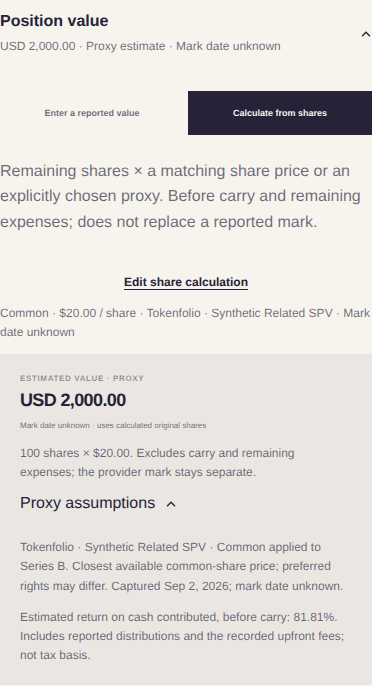 Position value
USD 2,000.00 · Proxy estimate · Mark date unknown
Enter a reported value
Calculate from shares
Remaining shares × a matching share price or an
explicitly chosen proxy. Before carry and remaining
expenses; does not replace a reported mark.
Edit share calculation
Common · $20.00 / share · Tokenfolio · Synthetic Related SPV · Mark
date unknown
ESTIMATED VALUE · PROXY
USD 2,000.00
Mark date unknown · uses calculated original shares
100 shares × $20.00. Excludes carry and remaining
expenses; the provider mark stays separate.
Proxy assumptions
Tokenfolio · Synthetic Related SPV · Common applied to
Series B. Closest available common-share price; preferred
rights may differ. Captured Sep 2, 2026; mark date unknown.
Estimated return on cash contributed, before carry: 81.81%.
Includes reported distributions and the recorded upfront fees;
not tax basis.